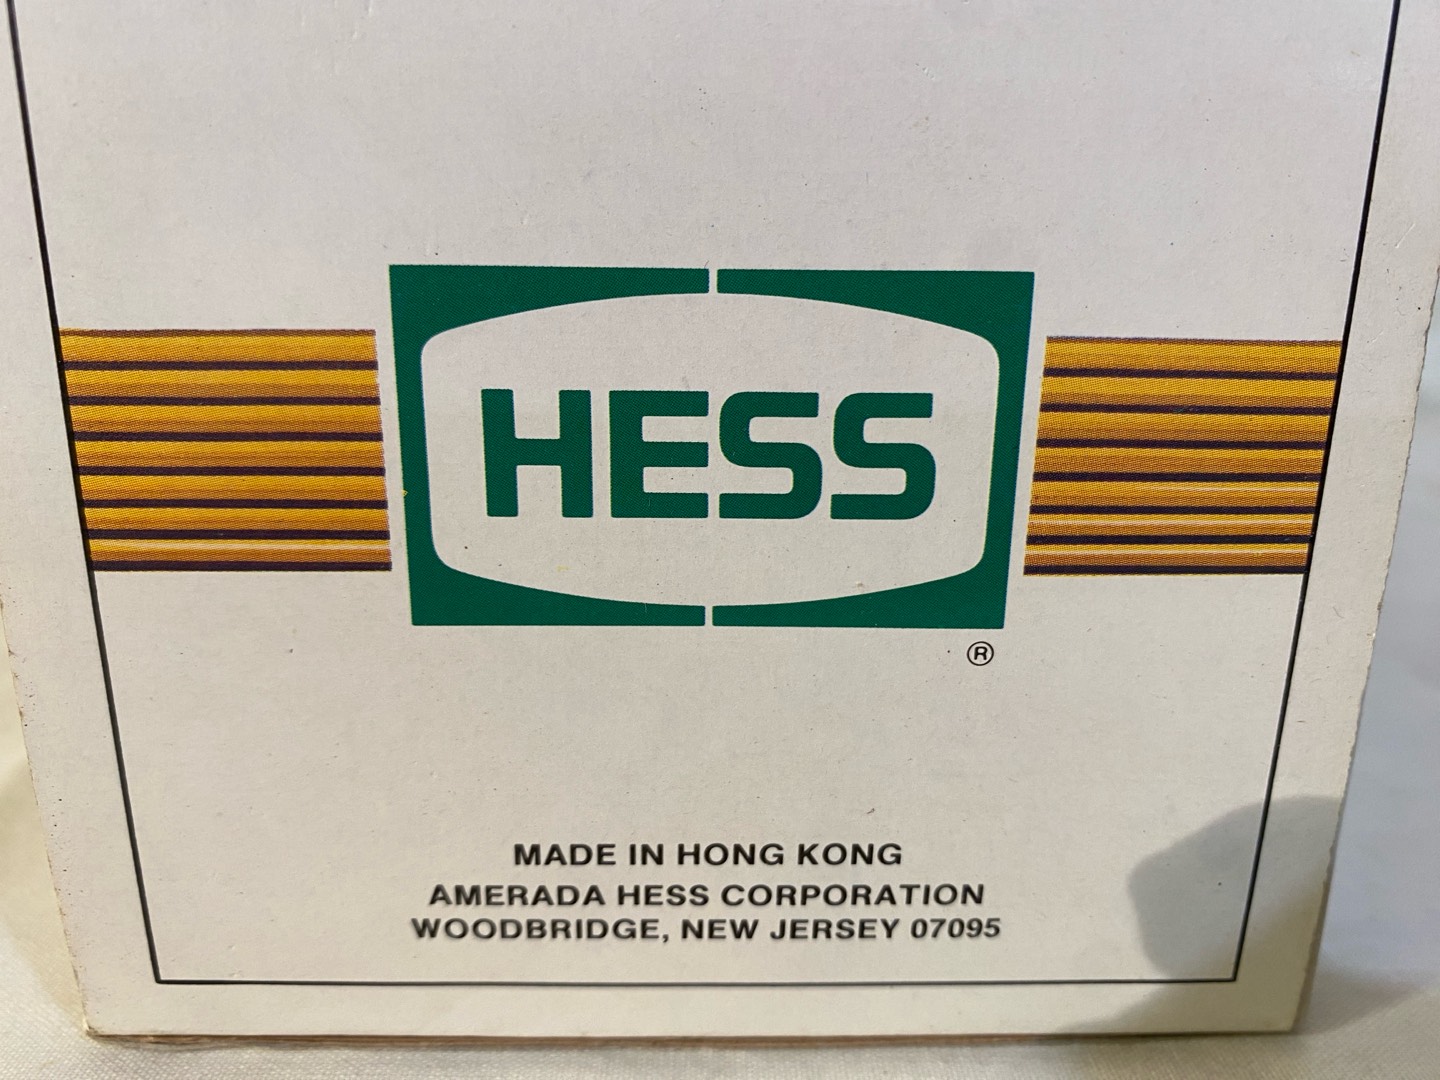 HESS
®
MADE IN HONG KONG
AMERADA HESS CORPORATION
WOODBRIDGE, NEW JERSEY 07095